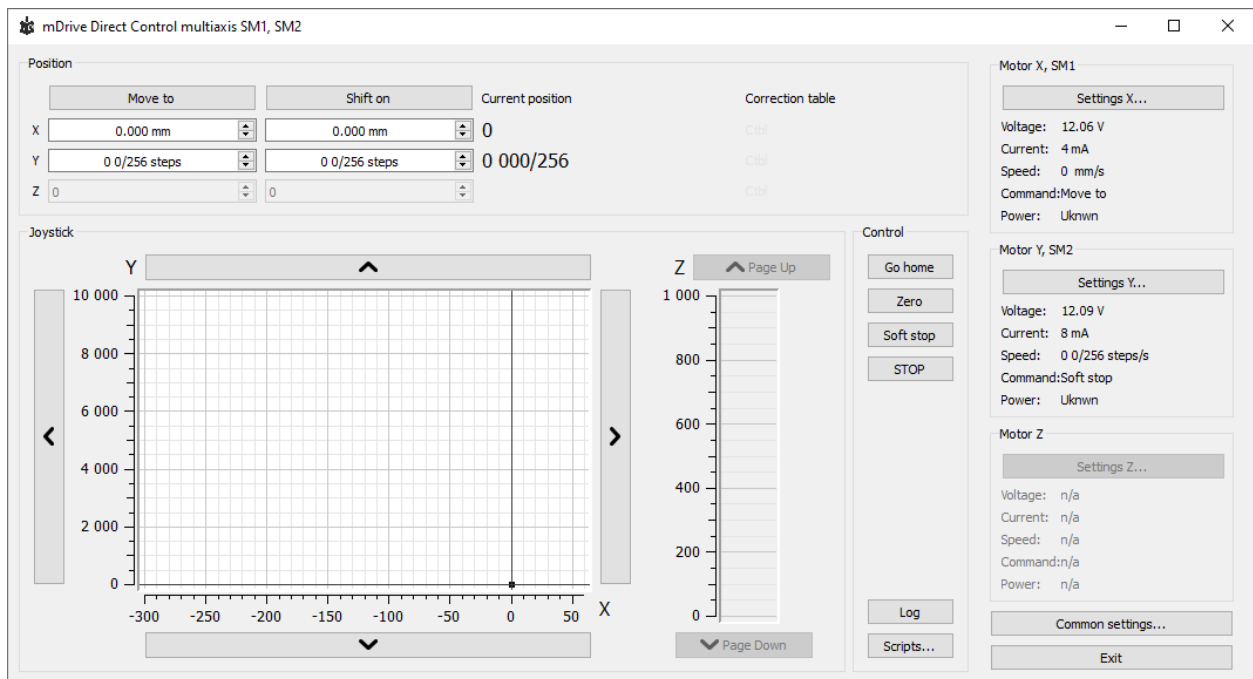 mDrive Direct Control multiaxis SM1, SM2
Position
Move to Shift on Current position Correction table
X 0.000 mm 0.000 mm 0 Ctbl
Y 0 0/256 steps 0 0/256 steps 0 000/256 Ctbl
Z 0 0 Ctbl
Joystick
Y
10 000
8 000
6 000
4 000
2 000
0
-300 -250 -200 -150 -100 -50 0 50 X
Z Page Up
1 000
800
600
400
200
0
Page Down
Control
Go home
Zero
Soft stop
STOP
Log
Scripts...
Motor X, SM1
Settings X...
Voltage: 12.06 V
Current: 4 mA
Speed: 0 mm/s
Command:Move to
Power: Uknwn
Motor Y, SM2
Settings Y...
Voltage: 12.09 V
Current: 8 mA
Speed: 0 0/256 steps/s
Command:Soft stop
Power: Uknwn
Motor Z
Settings Z...
Voltage: n/a
Current: n/a
Speed: n/a
Command:n/a
Power: n/a
Common settings...
Exit